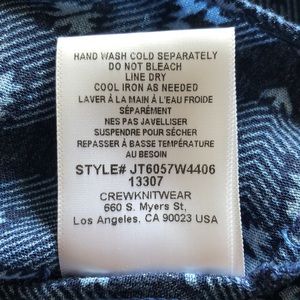 HAND WASH COLD SEPARATELY
DO NOT BLEACH
LINE DRY
COOL IRON AS NEEDED
LAVER À LA MAIN À L'EAU FROIDE
SÉPARÉMENT
NES PAS JAVELLISER
SUSPENDRE POUR SÉCHER
REPASSER À BASSE TEMPÉRATURE
AU BESOIN
STYLE# JT6057W4406
13307
CREWKNITWEAR
660 S. Myers St,
Los Angeles, CA 90023 USA